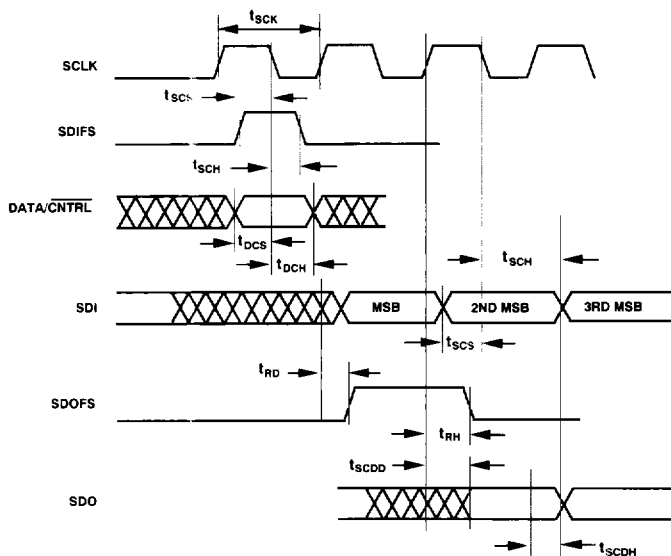 tSCK
SCLK
tSCS
SDIFS
tSCH
DATA/CNTRL
tDCS
tDCH
tSCH
SDI
MSB
2ND MSB
3RD MSB
tSCS
tRD
SDOFS
tRH
tSCDD
SDO
tSCDH